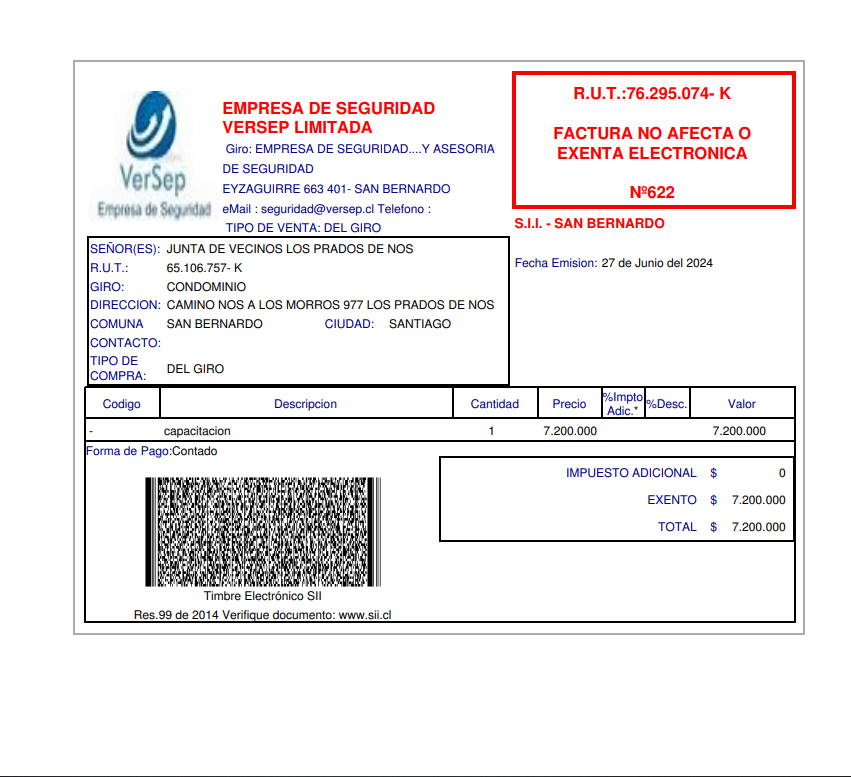 VerSep
Empresa de Seguridad
EMPRESA DE SEGURIDAD
VERSEP LIMITADA
Giro: EMPRESA DE SEGURIDAD....Y ASESORIA
DE SEGURIDAD
EYZAGUIRRE 663 401- SAN BERNARDO
eMail : seguridad@versep.cl Telefono :
TIPO DE VENTA: DEL GIRO
R.U.T.:76.295.074- K
FACTURA NO AFECTA O
EXENTA ELECTRONICA
Nº622
S.I.I. - SAN BERNARDO
Fecha Emision: 27 de Junio del 2024
SEÑOR(ES): JUNTA DE VECINOS LOS PRADOS DE NOS
R.U.T.: 65.106.757- K
GIRO: CONDOMINIO
DIRECCION: CAMINO NOS A LOS MORROS 977 LOS PRADOS DE NOS
COMUNA SAN BERNARDO CIUDAD: SANTIAGO
CONTACTO:
TIPO DE
COMPRA: DEL GIRO
Codigo Descripcion Cantidad Precio %Impto Adic.* %Desc. Valor
- capacitacion 1 7.200.000 7.200.000
Forma de Pago:Contado
IMPUESTO ADICIONAL $ 0
EXENTO $ 7.200.000
TOTAL $ 7.200.000
Timbre Electrónico SII
Res.99 de 2014 Verifique documento: www.sii.cl